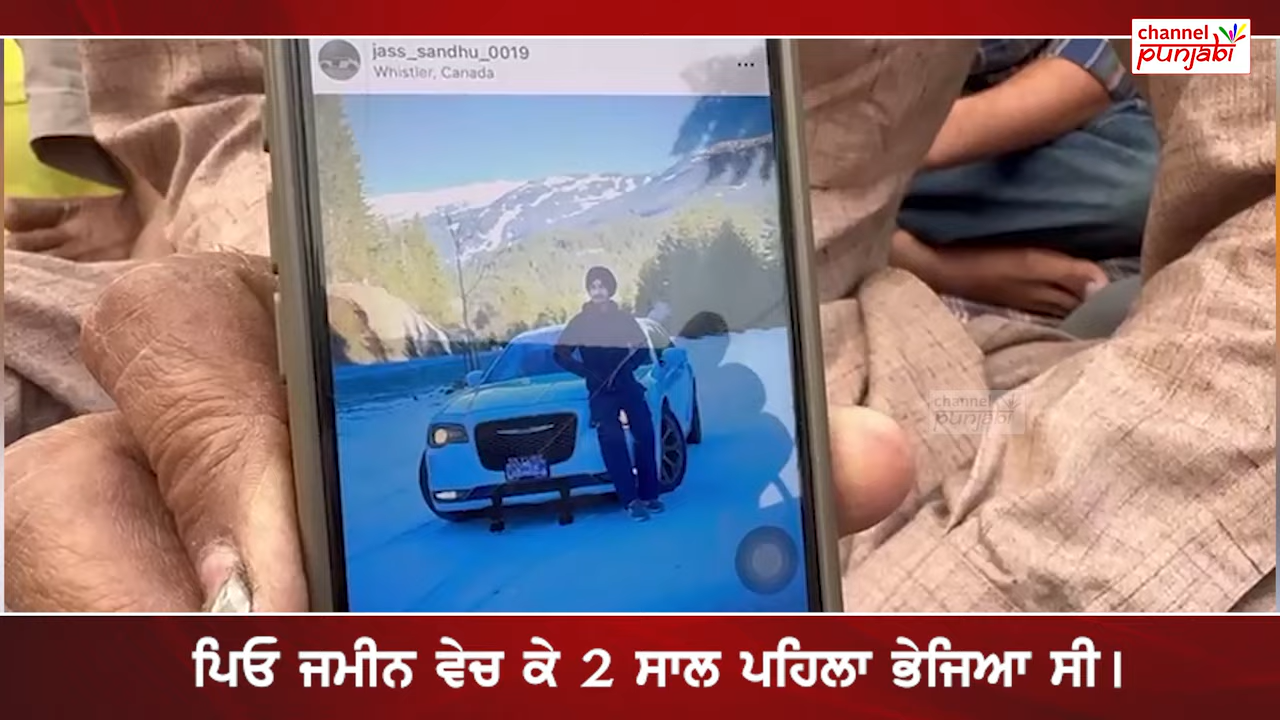 jass_sandhu_0019
Whistler, Canada
channel
punjabi
channel
punjabi
ਪਿਓ ਜਮੀਨ ਵੇਚ ਕੇ 2 ਸਾਲ ਪਹਿਲਾ ਭੇਜਿਆ ਸੀ।